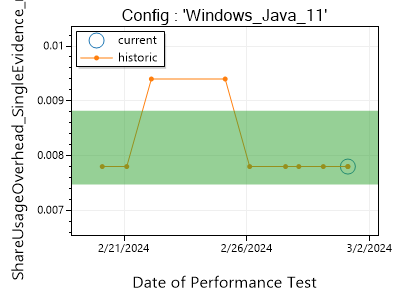 Config : 'Windows_Java_11'
ShareUsageOverhead_SingleEvidence_
current
historic
0.01
0.009
0.008
0.007
2/21/2024
2/26/2024
3/2/2024
Date of Performance Test